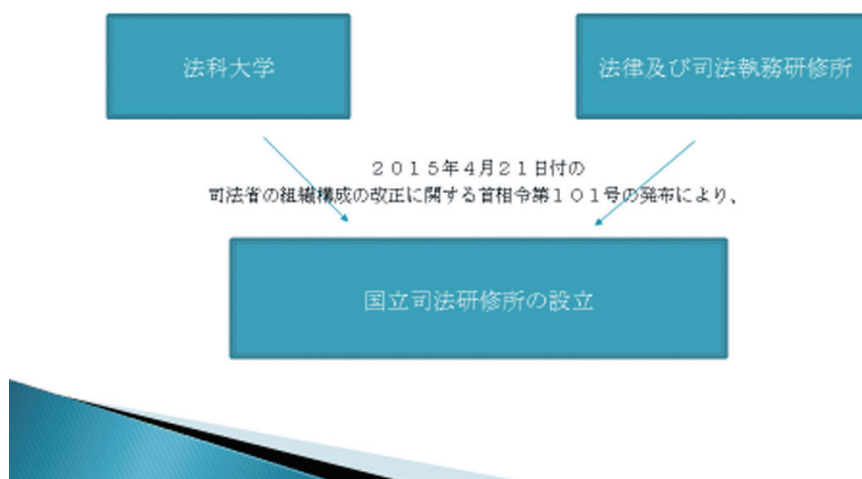 法科大学
法律及び司法執務研修所
２０１５年４月２１日付の
司法省の組織構成の改正に関する首相令第１０１号の発布により、
国立司法研修所の設立